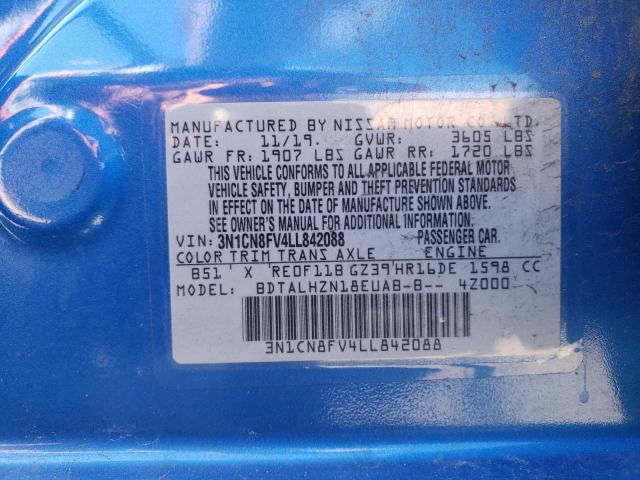 MANUFACTURED BY NISSAN MOTOR CO., LTD.
DATE: 11/19. GVWR: 3605 LBS
GAWR FR: 1907 LBS GAWR RR: 1720 LBS
THIS VEHICLE CONFORMS TO ALL APPLICABLE FEDERAL MOTOR
VEHICLE SAFETY, BUMPER AND THEFT PREVENTION STANDARDS
IN EFFECT ON THE DATE OF MANUFACTURE SHOWN ABOVE.
SEE OWNER'S MANUAL FOR ADDITIONAL INFORMATION.
VIN: 3N1CN8FV4LL842088 PASSENGER CAR.
COLOR TRIM TRANS AXLE ENGINE
B51 X RE0F11B GZ39 HR16DE 1598 CC
MODEL: BDTALHZN18EUAB-B-- 4Z000
3N1CN8FV4LL842088